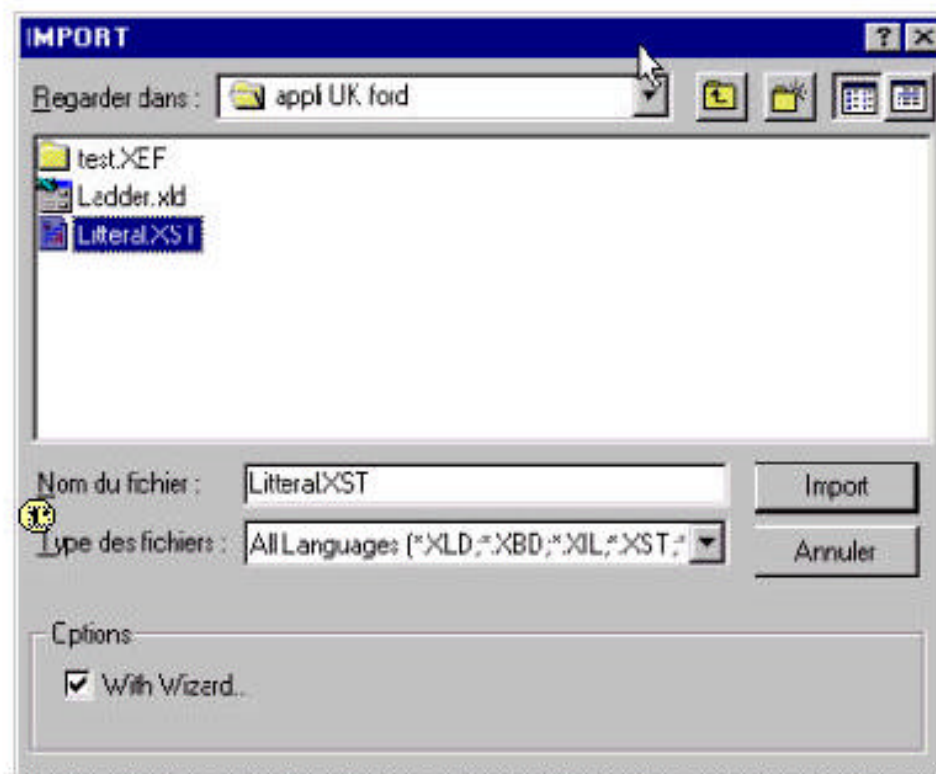 IMPORT
Regarder dans : appli UK ford
test.XEF
Ladder.xld
Litteral.XST
Nom du fichier : Litteral.XST Import
Type des fichiers : All Languages (*.XLD;*.XBD;*.XIL;*.XST;* Annuler
Options
With Wizard...